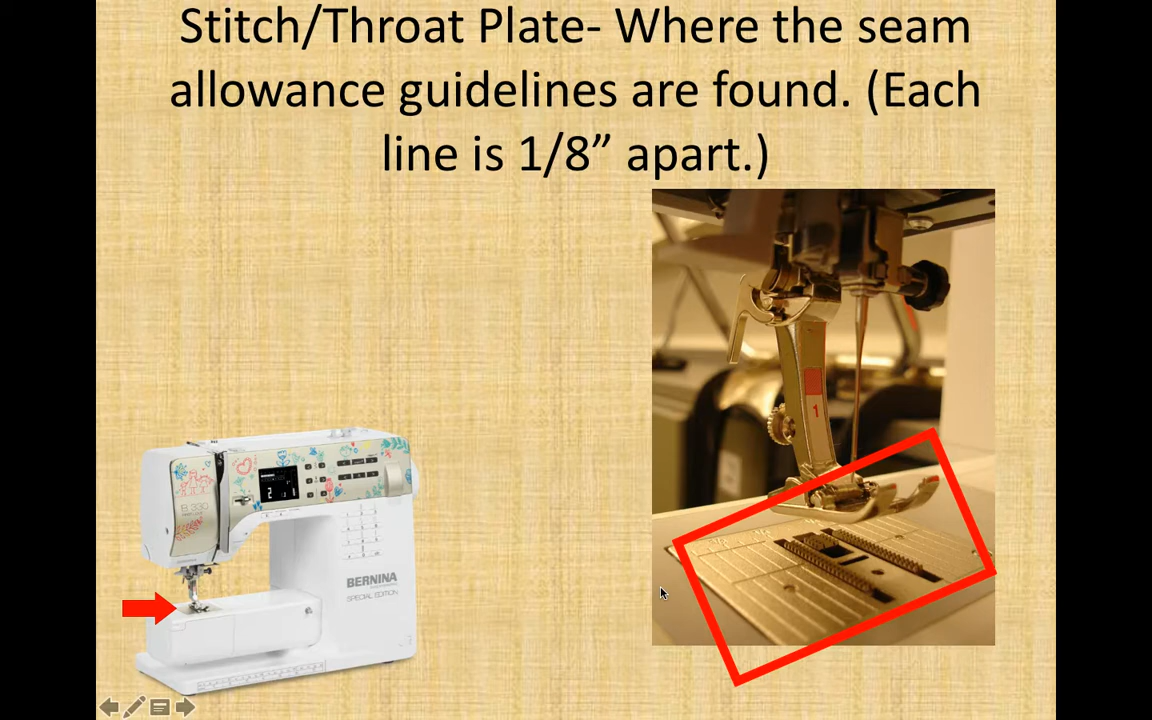 Stitch/Throat Plate- Where the seam
allowance guidelines are found. (Each
line is 1/8” apart.)
1
B 330
BERNINA
SPECIAL EDITION